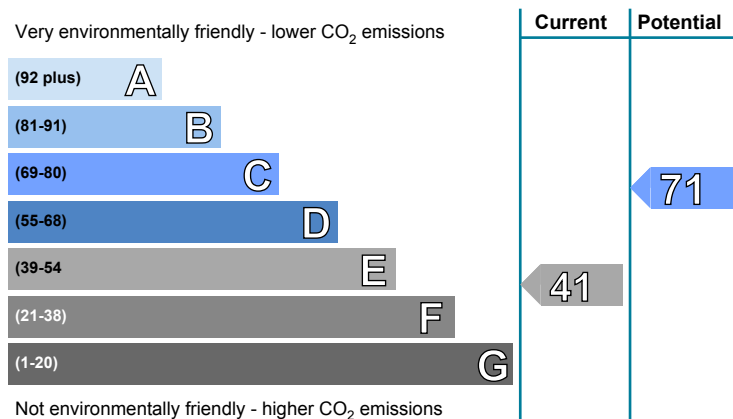 Current Potential
Very environmentally friendly - lower CO2 emissions
(92 plus) A
(81-91) B
(69-80) C
71
(55-68) D
(39-54 E
41
(21-38) F
(1-20) G
Not environmentally friendly - higher CO2 emissions